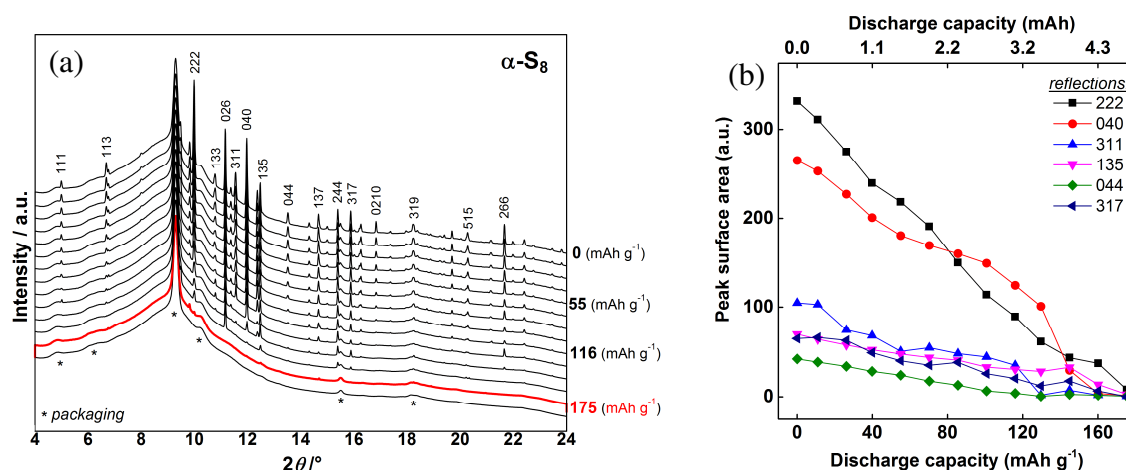 (a)
α-S8
111
113
222
133
026
311
040
135
044
137
244
317
0210
319
515
266
0 (mAh g-1)
55 (mAh g-1)
116 (mAh g-1)
175 (mAh g-1)
*
*
*
*
*
*
* packaging
Intensity / a.u.
4 6 8 10 12 14 16 18 20 22 24
2θ/°
Discharge capacity (mAh)
0.0 1.1 2.2 3.2 4.3
(b)
reflections
222
040
311
135
044
317
Peak surface area (a.u.)
300
200
100
0
0 40 80 120 160
Discharge capacity (mAh g-1)